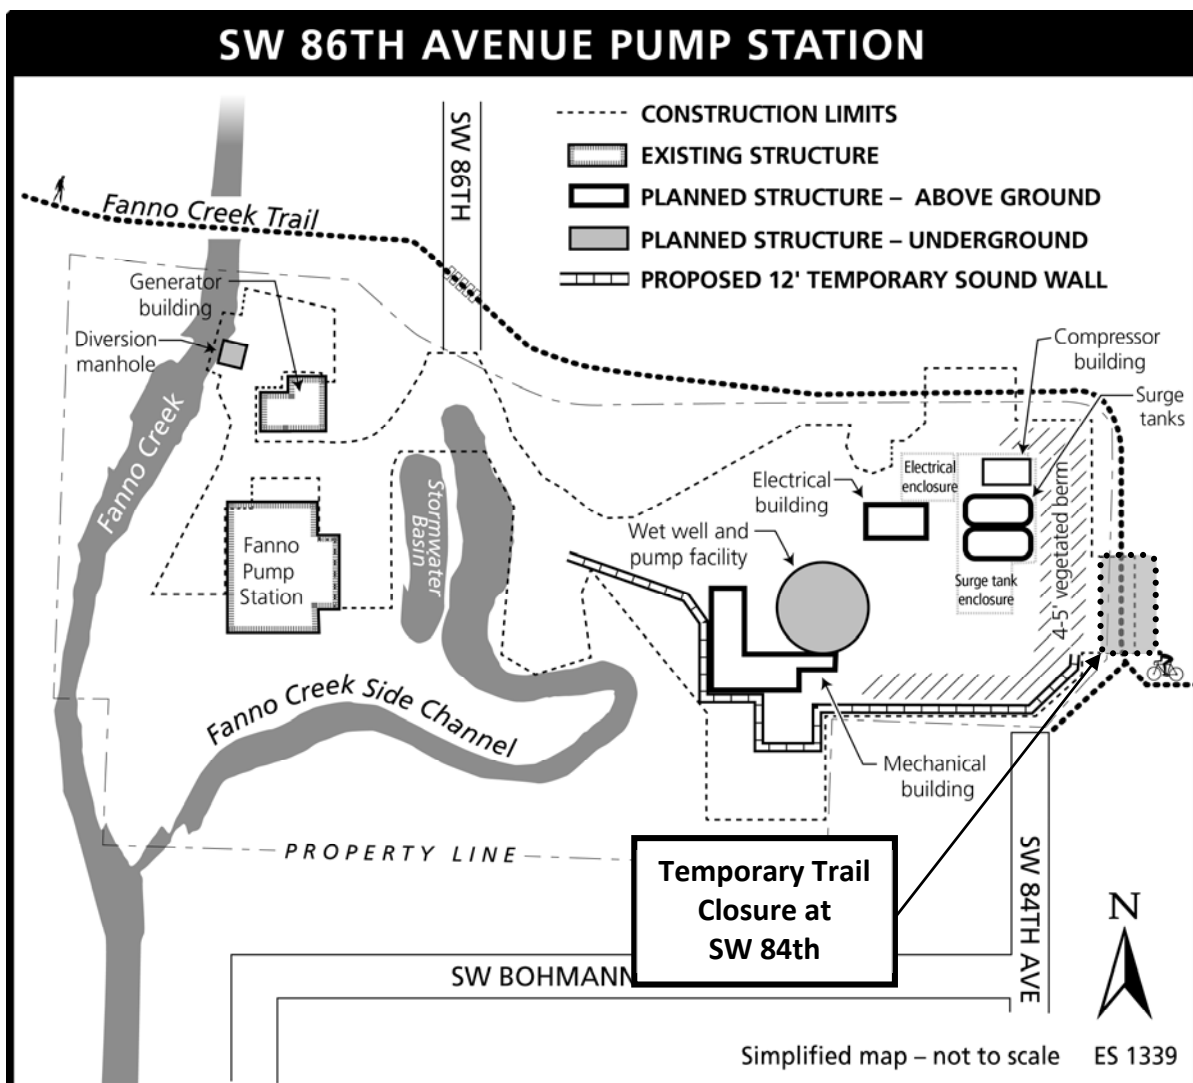 SW 86TH AVENUE PUMP STATION
SW 86TH
CONSTRUCTION LIMITS
EXISTING STRUCTURE
PLANNED STRUCTURE – ABOVE GROUND
PLANNED STRUCTURE – UNDERGROUND
PROPOSED 12' TEMPORARY SOUND WALL
Fanno Creek Trail
Generator
building
Diversion
manhole
Fanno Creek
Compressor
building
Surge
tanks
Electrical
enclosure
Electrical
building
Stormwater
Basin
Wet well and
pump facility
Fanno
Pump
Station
Surge tank
enclosure
4-5' vegetated berm
Fanno Creek Side Channel
Mechanical
building
PROPERTY LINE
Temporary Trail
Closure at
SW 84th
SW 84TH AVE
N
SW BOHMANN
Simplified map – not to scale
ES 1339